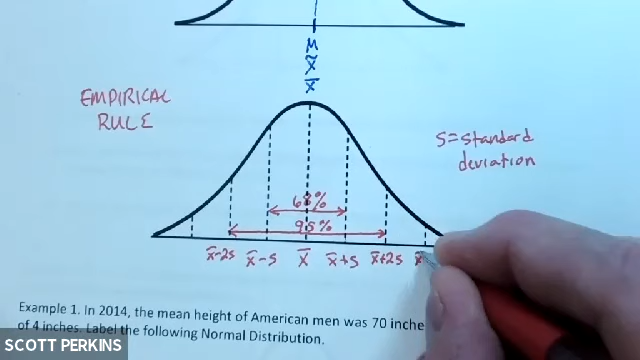 M
x̃
x̄
EMPIRICAL
RULE
S=standard
deviation
68%
95%
x̄-2s x̄-s x̄ x̄+s x̄+2s x̄
Example 1. In 2014, the mean height of American men was 70 inche
of 4 inches. Label the following Normal Distribution.
SCOTT PERKINS